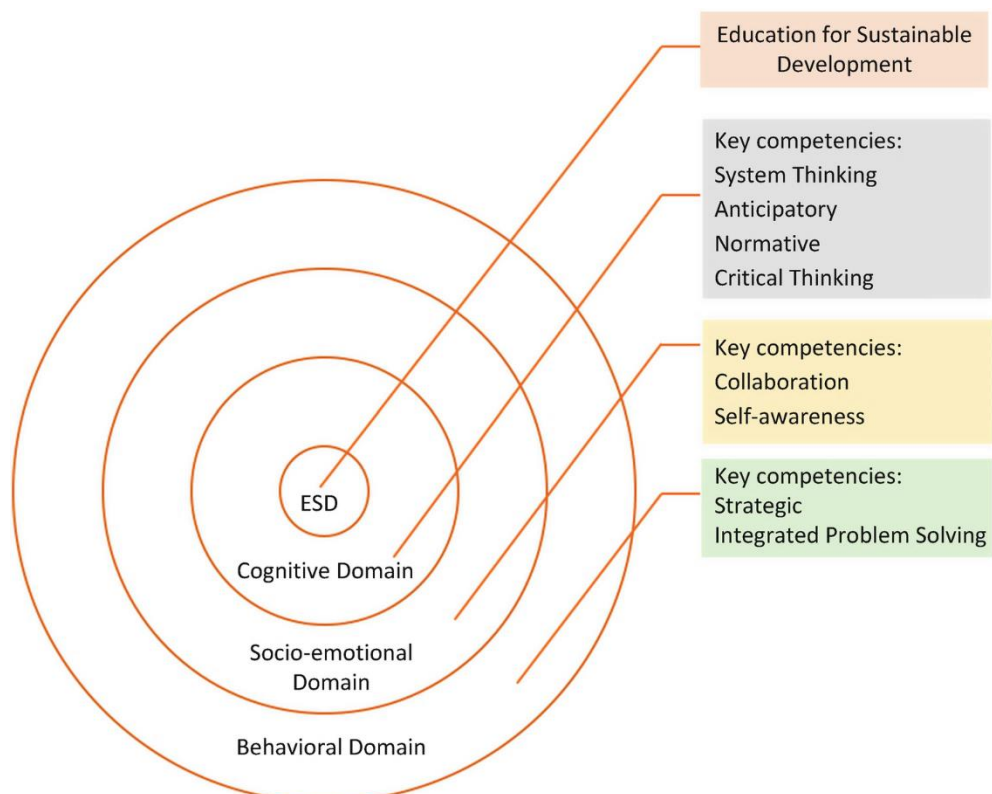 Education for Sustainable
Development
Key competencies:
System Thinking
Anticipatory
Normative
Critical Thinking
Key competencies:
Collaboration
Self-awareness
Key competencies:
Strategic
Integrated Problem Solving
ESD
Cognitive Domain
Socio-emotional
Domain
Behavioral Domain